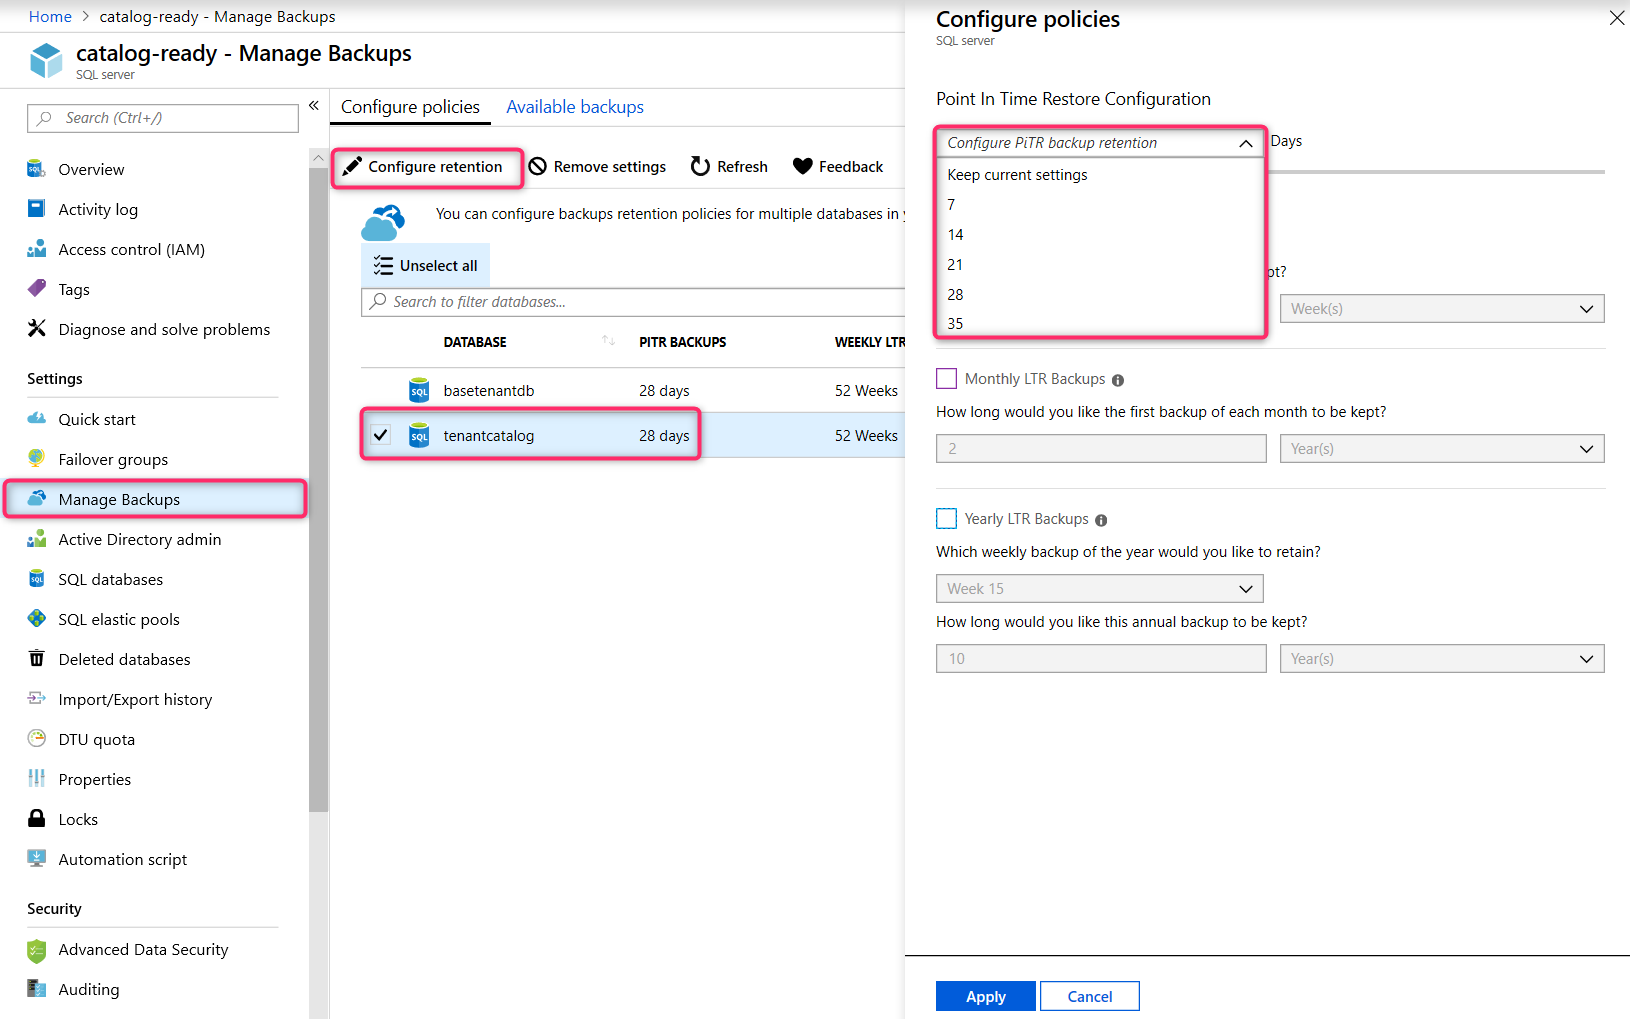 Home > catalog-ready - Manage Backups
catalog-ready - Manage Backups
SQL server
Search (Ctrl+/)
Overview
Activity log
Access control (IAM)
Tags
Diagnose and solve problems
Settings
Quick start
Failover groups
Manage Backups
Active Directory admin
SQL databases
SQL elastic pools
Deleted databases
Import/Export history
DTU quota
Properties
Locks
Automation script
Security
Advanced Data Security
Auditing
Configure policies Available backups
Configure retention Remove settings Refresh Feedback
You can configure backups retention policies for multiple databases in
Unselect all
Search to filter databases...
DATABASE PITR BACKUPS WEEKLY LTR
basetenantdb 28 days 52 Weeks
tenantcatalog 28 days 52 Weeks
Configure policies
SQL server
Point In Time Restore Configuration
Configure PiTR backup retention Days
Keep current settings
7
14
21
28
35
Week(s)
Monthly LTR Backups
How long would you like the first backup of each month to be kept?
2 Year(s)
Yearly LTR Backups
Which weekly backup of the year would you like to retain?
Week 15
How long would you like this annual backup to be kept?
10 Year(s)
Apply Cancel